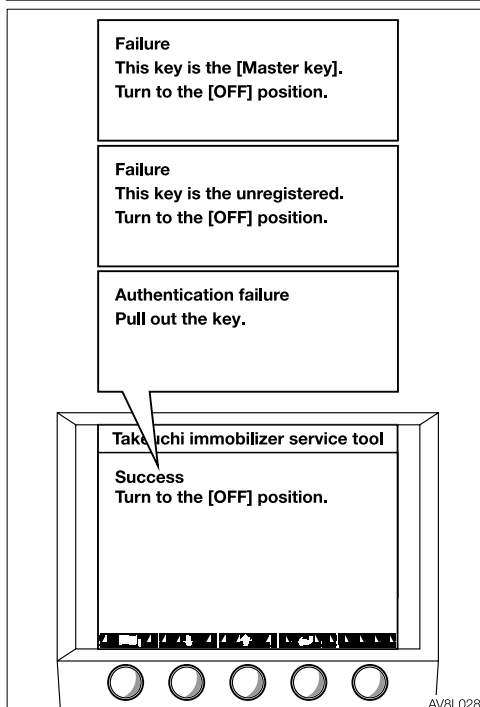 Failure
This key is the [Master key].
Turn to the [OFF] position.
Failure
This key is the unregistered.
Turn to the [OFF] position.
Authentication failure
Pull out the key.
Takeuchi immobilizer service tool
Success
Turn to the [OFF] position.
AV8L028